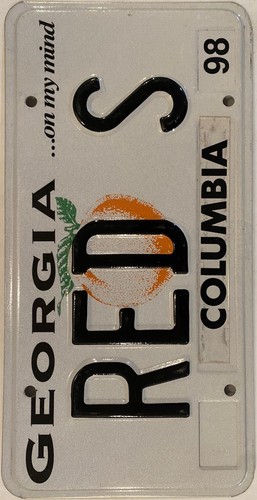 GEORGIA ...on my mind
RED S
COLUMBIA 98